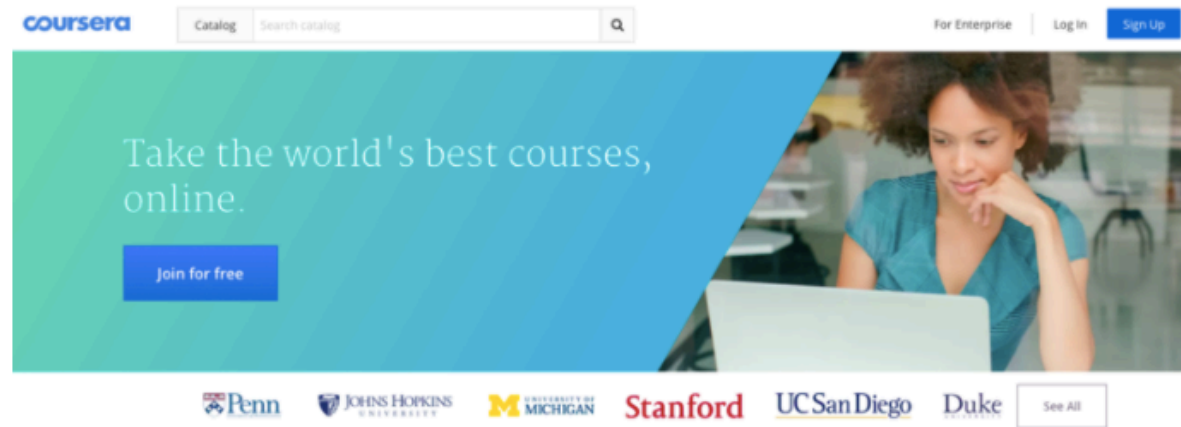 coursera
Catalog
Search catalog
For Enterprise
Log In
Sign Up
Take the world's best courses,
online.
Join for free
Penn
JOHNS HOPKINS
UNIVERSITY
M
UNIVERSITY OF
MICHIGAN
Stanford
UC San Diego
Duke
UNIVERSITY
See All